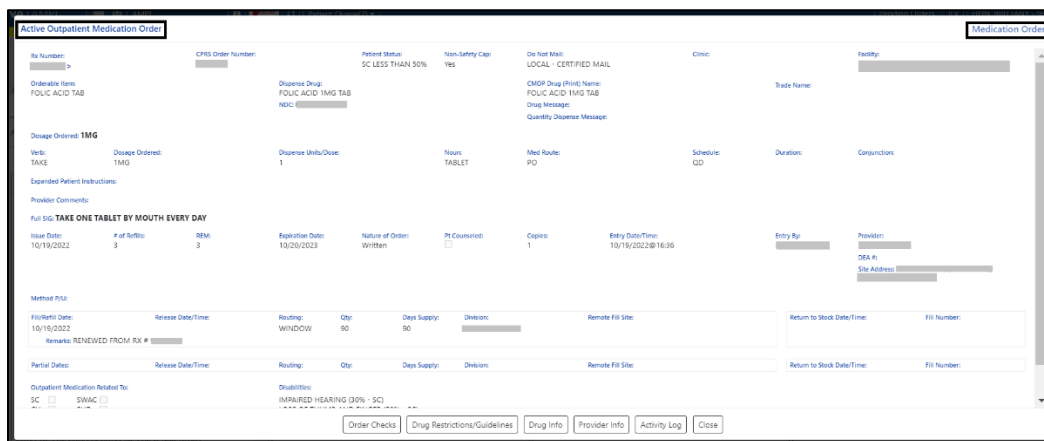 Active Outpatient Medication Order
Medication Order
Rx Number: CPRS Order Number: Patient Status: Non-Safety Cap: Do Not Mail: Clinic: Facility:
> SC LESS THAN 50% Yes LOCAL - CERTIFIED MAIL
Orderable Item: Dispense Drug: CMOP Drug (Print) Name: Trade Name:
FOLIC ACID TAB FOLIC ACID 1MG TAB FOLIC ACID 1MG TAB
NDC: Drug Message:
Quantity Dispense Message:
Dosage Ordered: 1MG
Verb: Dosage Ordered: Dispense Units/Dose: Noun: Med Route: Schedule: Duration: Conjunction:
TAKE 1MG 1 TABLET PO QD
Expanded Patient Instructions:
Provider Comments:
Full SIG: TAKE ONE TABLET BY MOUTH EVERY DAY
Issue Date: # of Refills: REM: Expiration Date: Nature of Order: Pt Counseled: Copies: Entry Date/Time: Entry By: Provider:
10/19/2022 3 3 10/20/2023 Written 1 10/19/2022@16:36
DEA #:
Site Address:
Method P/U:
Fill/Refill Date: Release Date/Time: Routing: Qty: Days Supply: Division: Remote Fill Site: Return to Stock Date/Time: Fill Number:
10/19/2022 WINDOW 90 90
Remarks: RENEWED FROM RX #
Partial Dates: Release Date/Time: Routing: Qty: Days Supply: Division: Remote Fill Site: Return to Stock Date/Time: Fill Number:
Outpatient Medication Related To: Disabilities:
SC SWAC IMPAIRED HEARING (30% - SC)
Order Checks Drug Restrictions/Guidelines Drug Info Provider Info Activity Log Close